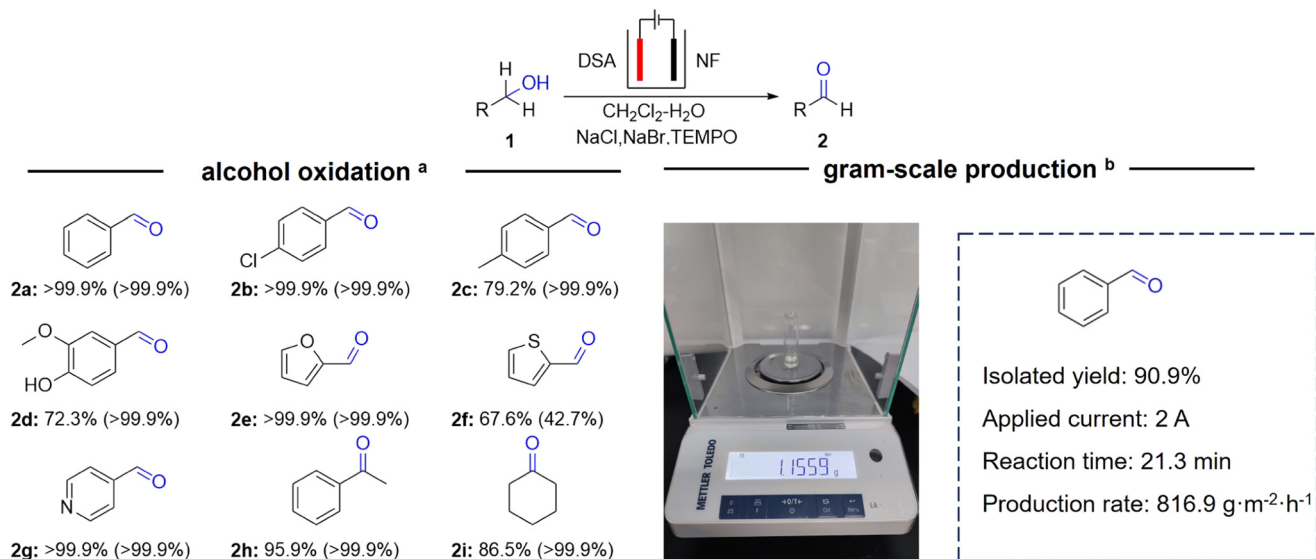 DSA
NF
H
OH
R
H
1
CH₂Cl₂-H₂O
NaCl,NaBr,TEMPO
O
R
H
2
alcohol oxidation ᵃ
gram-scale production ᵇ
O
Cl
O
O
2a: >99.9% (>99.9%)
2b: >99.9% (>99.9%)
2c: 79.2% (>99.9%)
O
HO
O
O
O
S
O
2d: 72.3% (>99.9%)
2e: >99.9% (>99.9%)
2f: 67.6% (42.7%)
N
O
O
O
2g: >99.9% (>99.9%)
2h: 95.9% (>99.9%)
2i: 86.5% (>99.9%)
METTLER TOLEDO
1.1559 g
→0/T←
O
Isolated yield: 90.9%
Applied current: 2 A
Reaction time: 21.3 min
Production rate: 816.9 g·m⁻²·h⁻¹